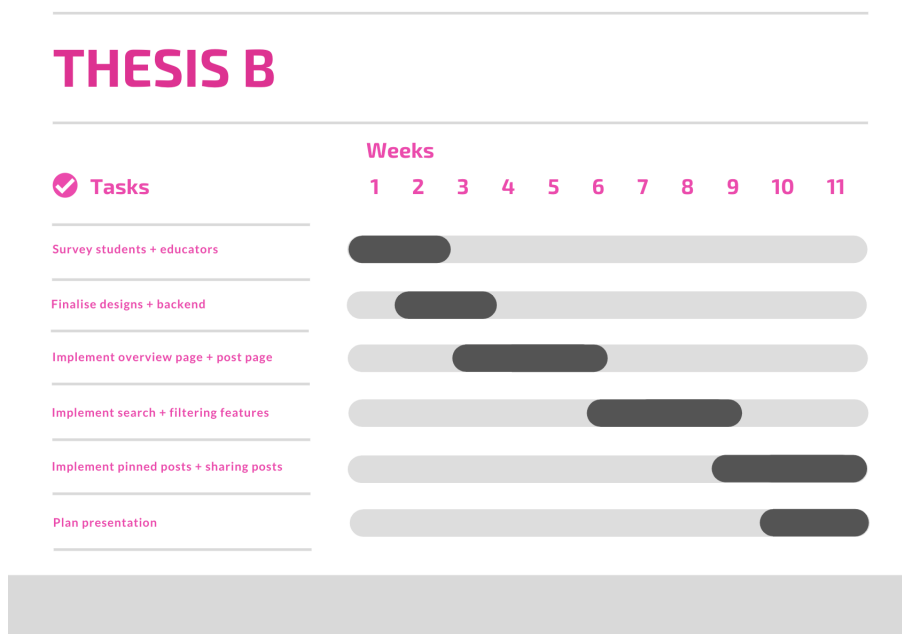 THESIS B
Weeks
Tasks 1 2 3 4 5 6 7 8 9 10 11
Survey students + educators
Finalise designs + backend
Implement overview page + post page
Implement search + filtering features
Implement pinned posts + sharing posts
Plan presentation